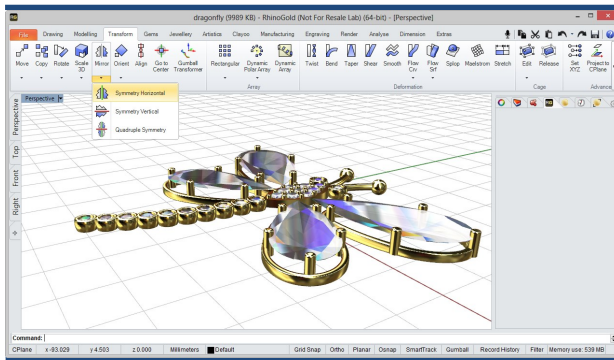 dragonfly (9989 KB) - RhinoGold (Not For Resale Lab) (64-bit) - [Perspective]
File Drawing Modelling Transform Gems Jewellery Artistics Clayoo Manufacturing Engraving Render Analyse Dimension Extras
Move Copy Rotate Scale 3D Mirror Orient Align Go to Center Gumball Transformer Rectangular Dynamic Polar Array Dynamic Array Twist Bend Taper Shear Smooth Flow Crv Flow Srf Splop Maelstrom Stretch Edit Release Set XYZ Project to CPlane
Array Deformation Cage Advanced
Symmetry Horizontal
Symmetry Vertical
Quadruple Symmetry
Perspective
Perspective
Top
Front
Right
Command:
CPlane x -93.029 y 4.503 z 0.000 Millimeters Default Grid Snap Ortho Planar Osnap SmartTrack Gumball Record History Filter Memory use: 539 MB